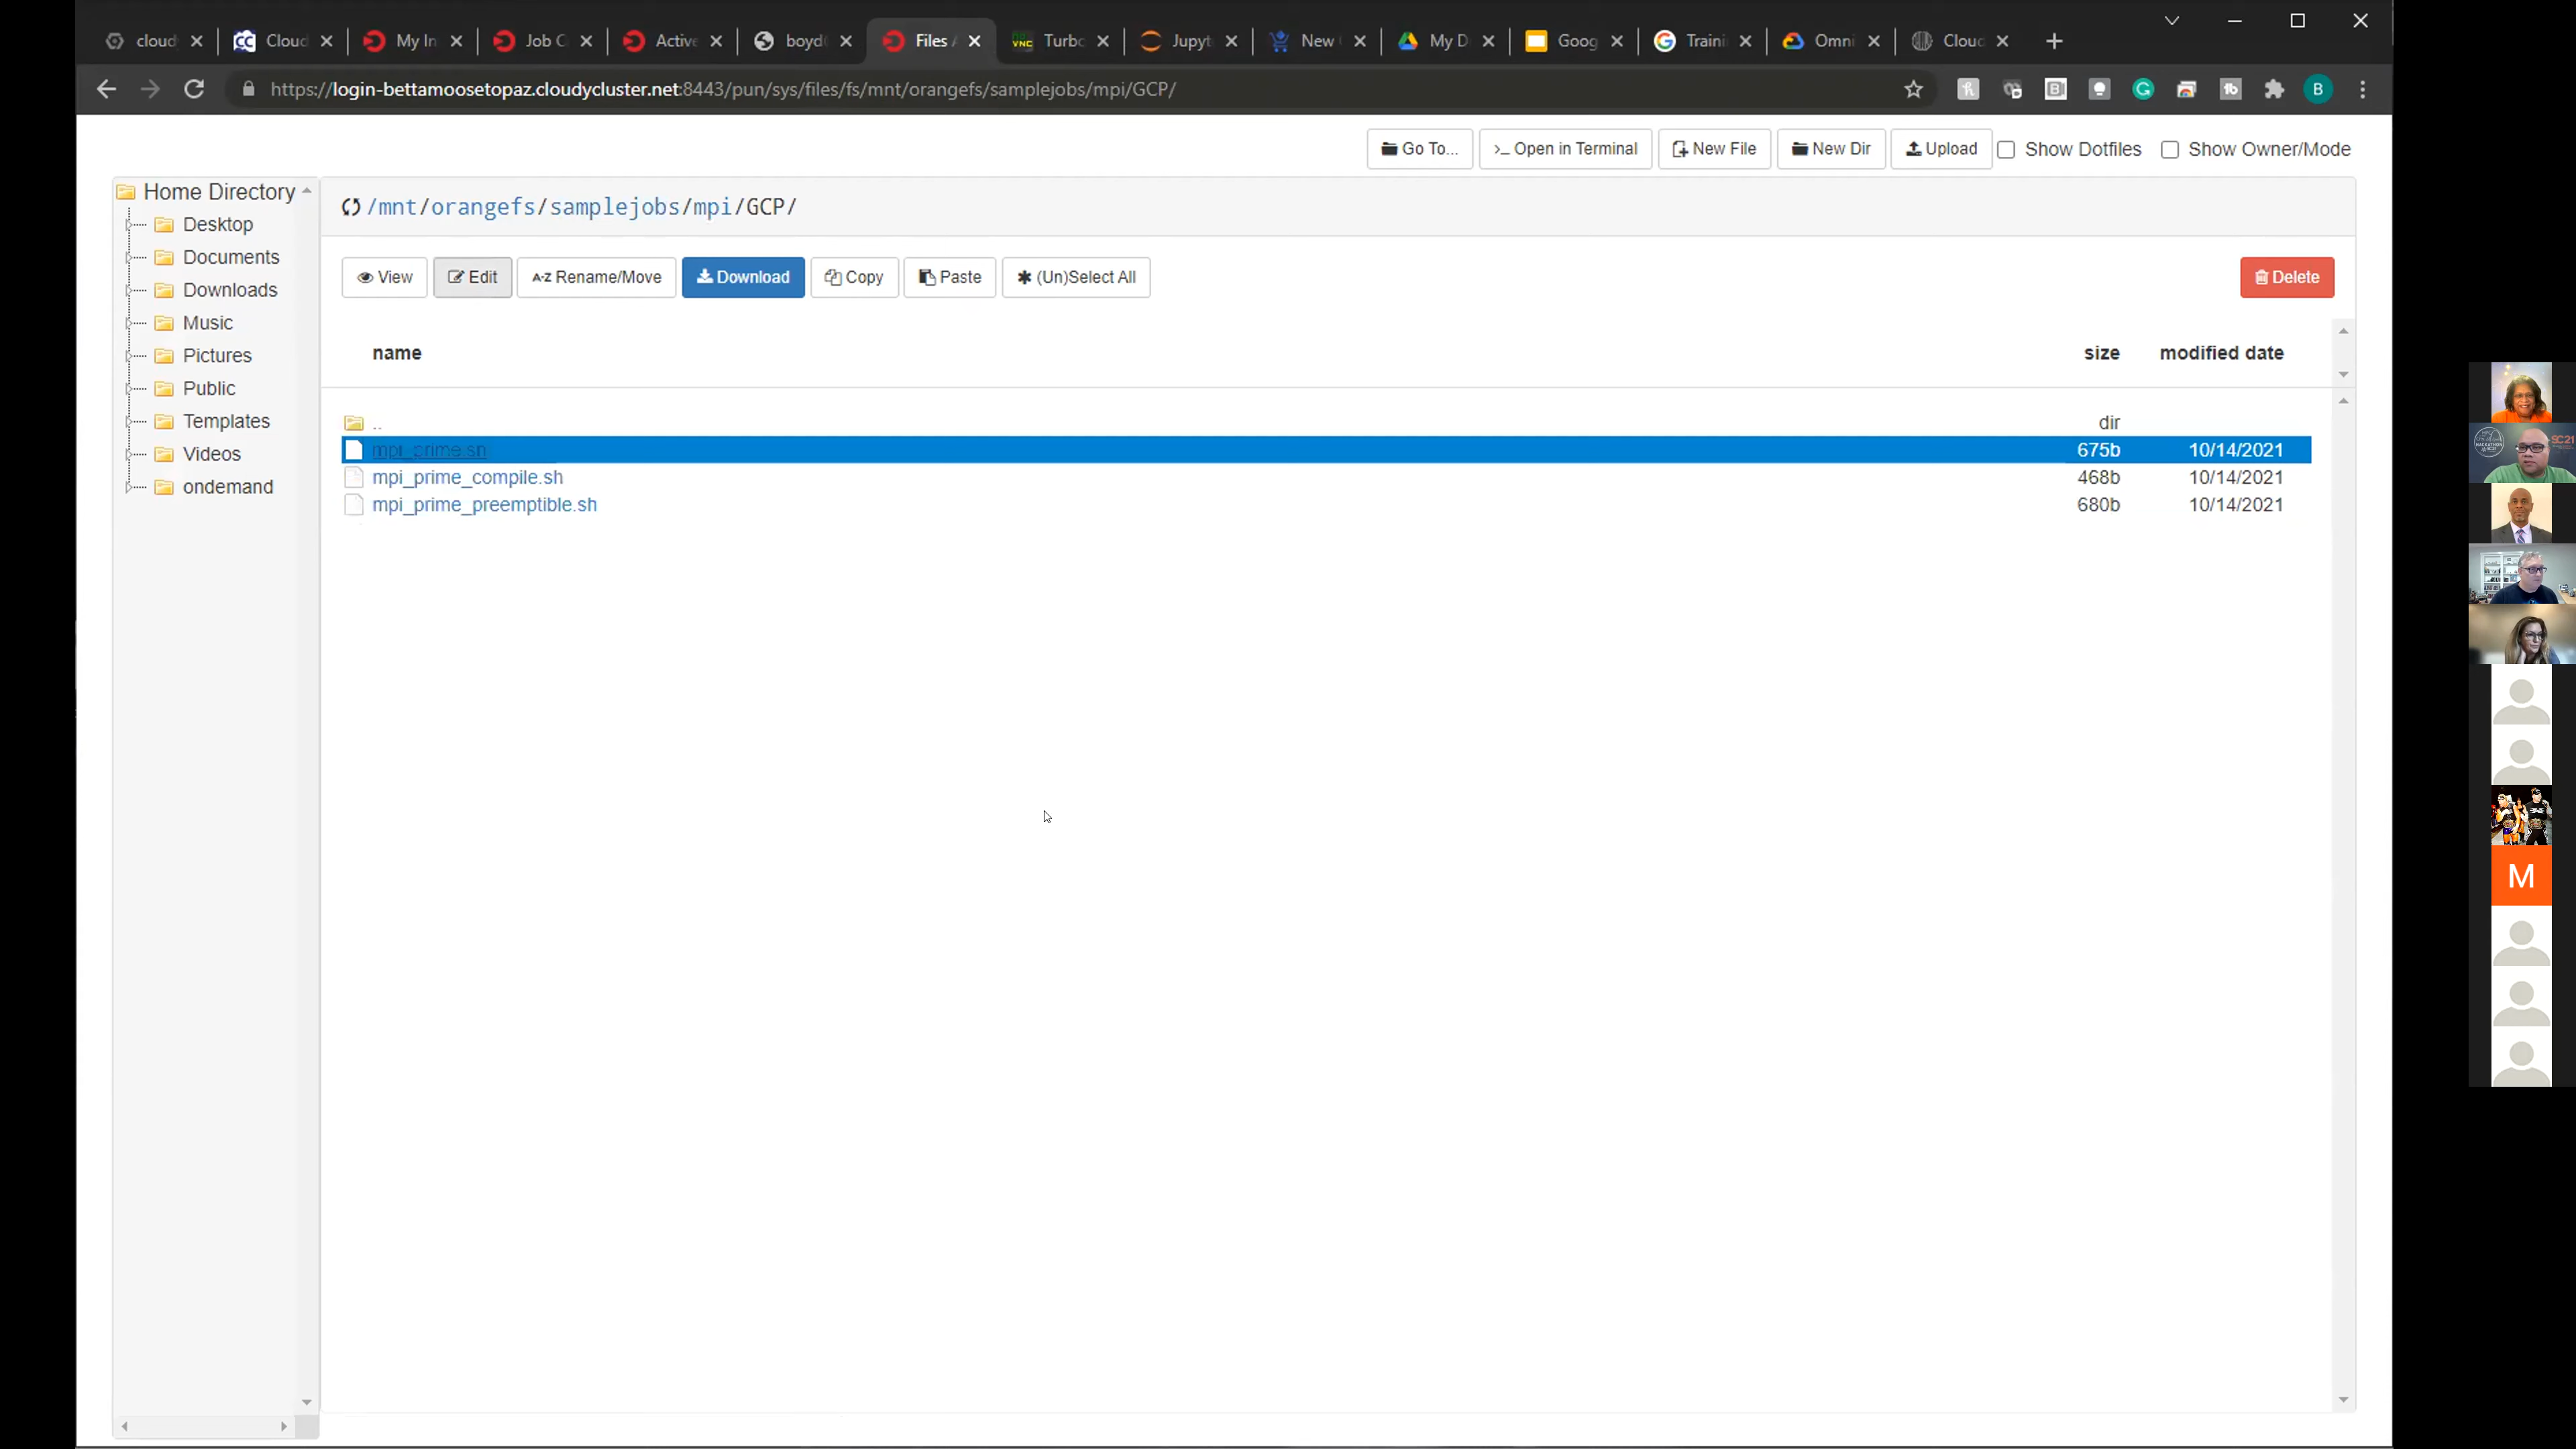 cloud
CC Cloud
My In
Job C
Active
boyd
Files /
VNC Turbo
Jupyt
New
My D
Goog
Traini
Omni
Cloud
https://login-bettamoosetopaz.cloudycluster.net:8443/pun/sys/files/fs/mnt/orangefs/samplejobs/mpi/GCP/
B
Go To... >_ Open in Terminal New File New Dir Upload Show Dotfiles Show Owner/Mode
Home Directory
Desktop
Documents
Downloads
Music
Pictures
Public
Templates
Videos
ondemand
/mnt/orangefs/samplejobs/mpi/GCP/
View Edit A-Z Rename/Move Download Copy Paste (Un)Select All Delete
name size modified date
.. dir
mpi_prime.sh 675b 10/14/2021
mpi_prime_compile.sh 468b 10/14/2021
mpi_prime_preemptible.sh 680b 10/14/2021
SC21
M